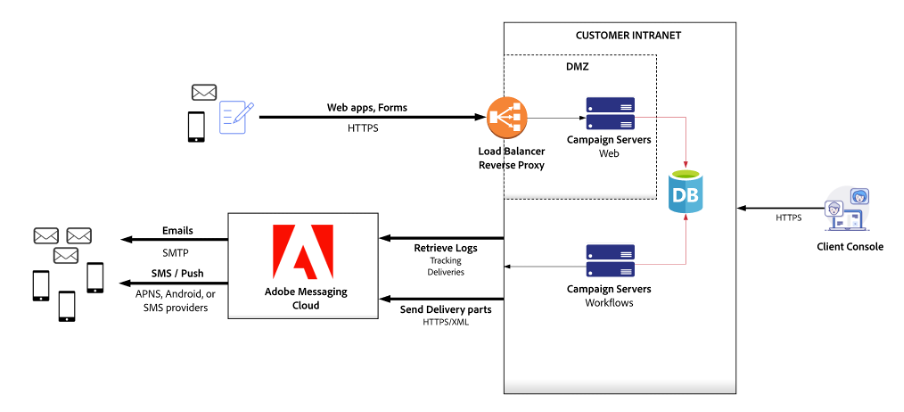 CUSTOMER INTRANET
DMZ
Web apps, Forms
HTTPS
Load Balancer
Reverse Proxy
Campaign Servers
Web
DB
HTTPS
Client Console
Emails
SMTP
SMS / Push
APNS, Android, or
SMS providers
Adobe Messaging
Cloud
Retrieve Logs
Tracking
Deliveries
Send Delivery parts
HTTPS/XML
Campaign Servers
Workflows